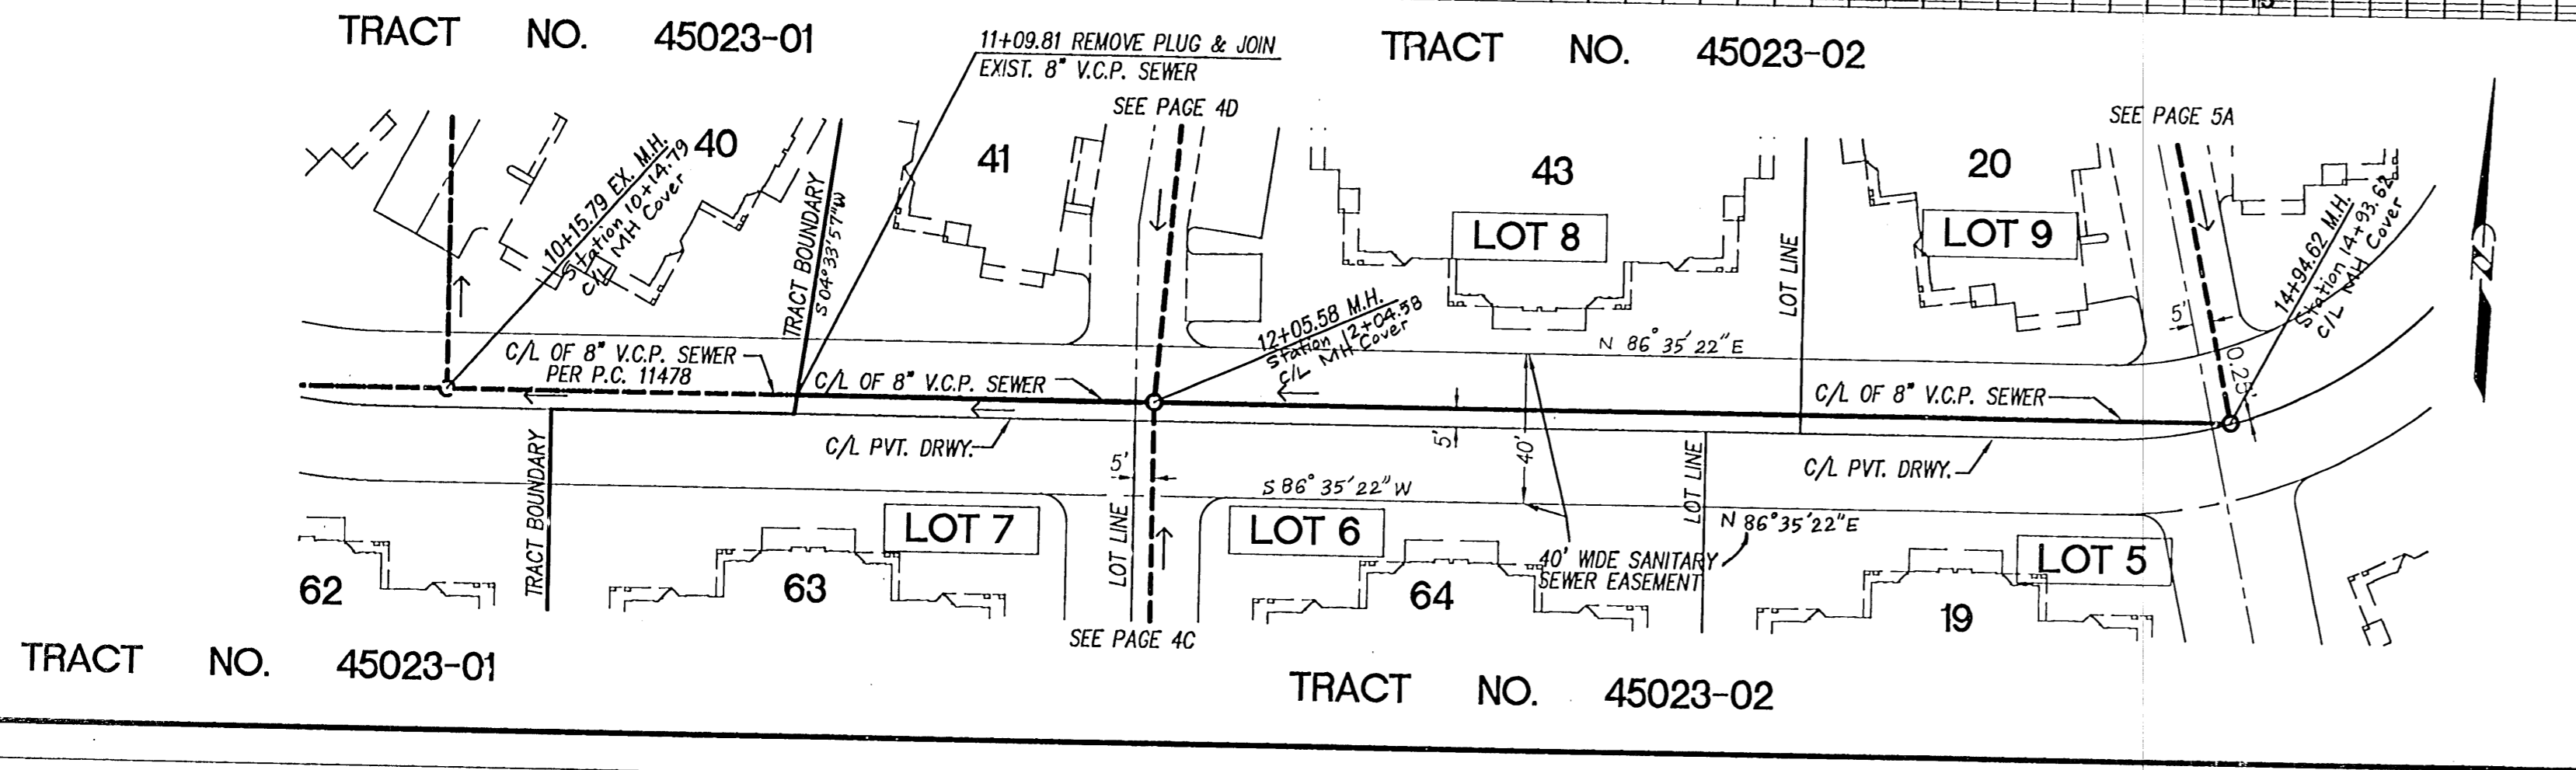 TRACT NO. 45023-01
11+09.81 REMOVE PLUG & JOIN
EXIST. 8" V.C.P. SEWER
TRACT NO. 45023-02
SEE PAGE 4D
SEE PAGE 5A
10+15.79 EX. M.H.
Station 10+14.79
C/L MH Cover
40
TRACT BOUNDARY
S 04° 33' 57" W
41
43
LOT 8
LOT LINE
20
LOT 9
14+94.62 M.H.
Station 14+93.62
C/L MH Cover
5'
0.25'
N
12+05.58 M.H.
Station 12+04.58
C/L MH Cover
N 86° 35' 22" E
C/L OF 8" V.C.P. SEWER
PER P.C. 11478
C/L OF 8" V.C.P. SEWER
C/L OF 8" V.C.P. SEWER
C/L PVT. DRWY.
5'
5'
40'
C/L PVT. DRWY.
TRACT BOUNDARY
S 86° 35' 22" W
LOT LINE
LOT LINE
N 86° 35' 22" E
LOT 7
LOT 6
LOT 5
40' WIDE SANITARY
SEWER EASEMENT
62
63
64
19
SEE PAGE 4C
TRACT NO. 45023-01
TRACT NO. 45023-02